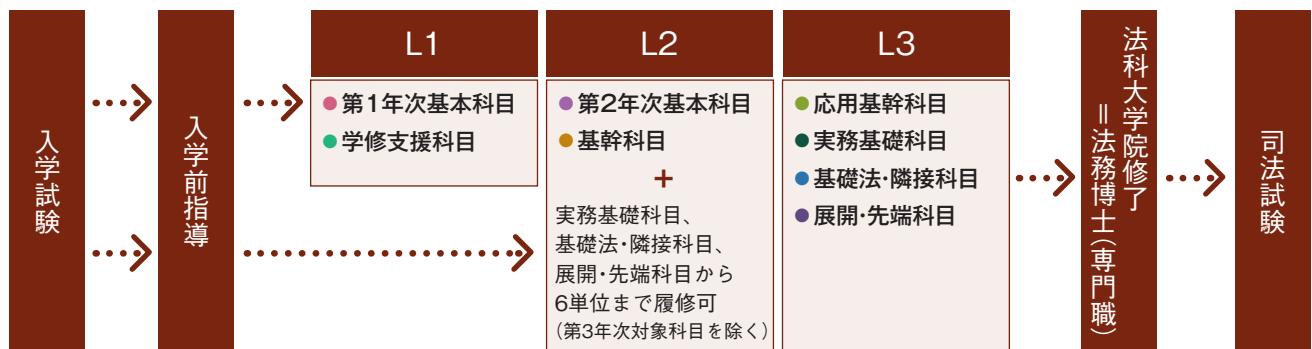 入学試験
入学前指導
L1
●第1年次基本科目
●学修支援科目
L2
●第2年次基本科目
●基幹科目
+
実務基礎科目、
基礎法・隣接科目、
展開・先端科目から
6単位まで履修可
（第3年次対象科目を除く）
L3
●応用基幹科目
●実務基礎科目
●基礎法・隣接科目
●展開・先端科目
法科大学院修了
＝法務博士（専門職）
司法試験